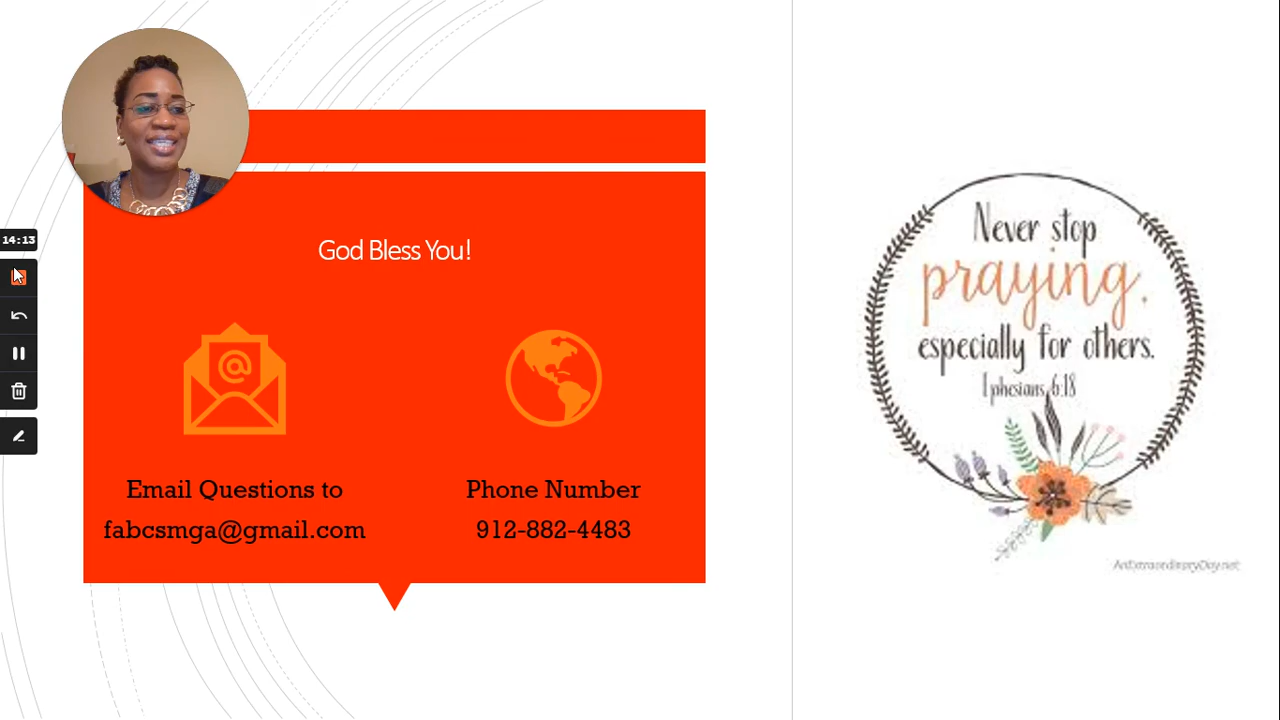 14:13
God Bless You!
@
Email Questions to
fabcsmga@gmail.com
Phone Number
912-882-4483
Never stop
praying,
especially for others.
Ephesians 6:18
AnExtraordinaryDay.net